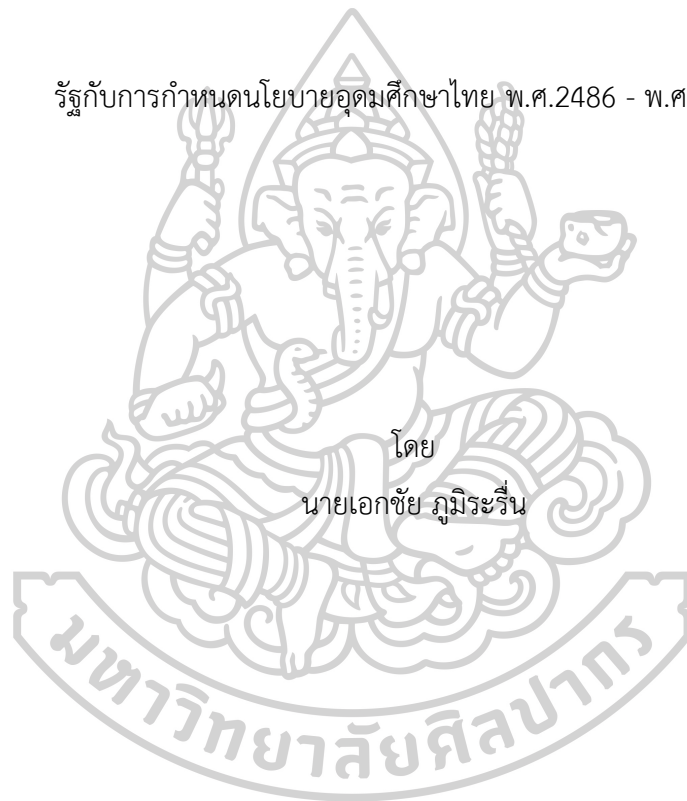 รัฐกับการกำหนดนโยบายอุดมศึกษาไทย พ.ศ.2486 - พ.ศ
โดย
นายเอกชัย ภูมิระรื่น
มหาวิทยาลัยศิลปากร